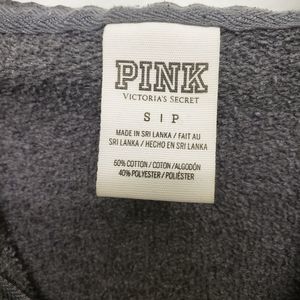 PINK
VICTORIA'S SECRET
S | P
MADE IN SRI LANKA / FAIT AU
SRI LANKA / HECHO EN SRI LANKA
60% COTTON / COTON / ALGODÓN
40% POLYESTER / POLIÉSTER